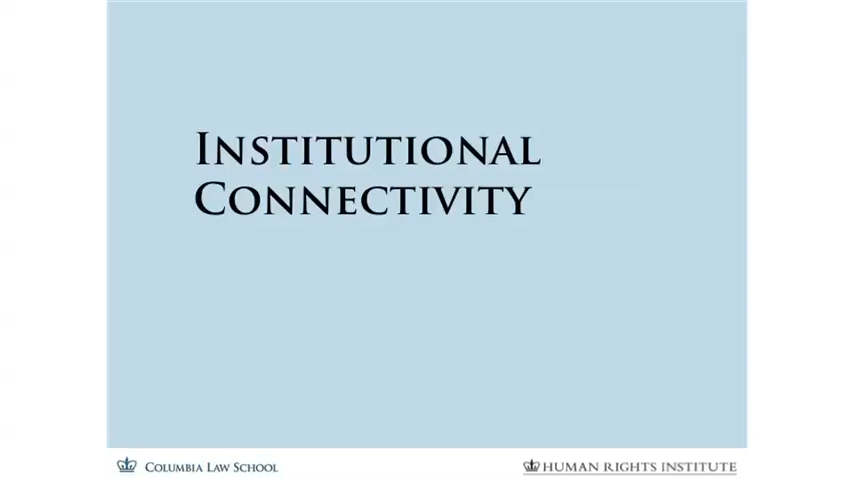 Institutional
Connectivity
Columbia Law School
Human Rights Institute